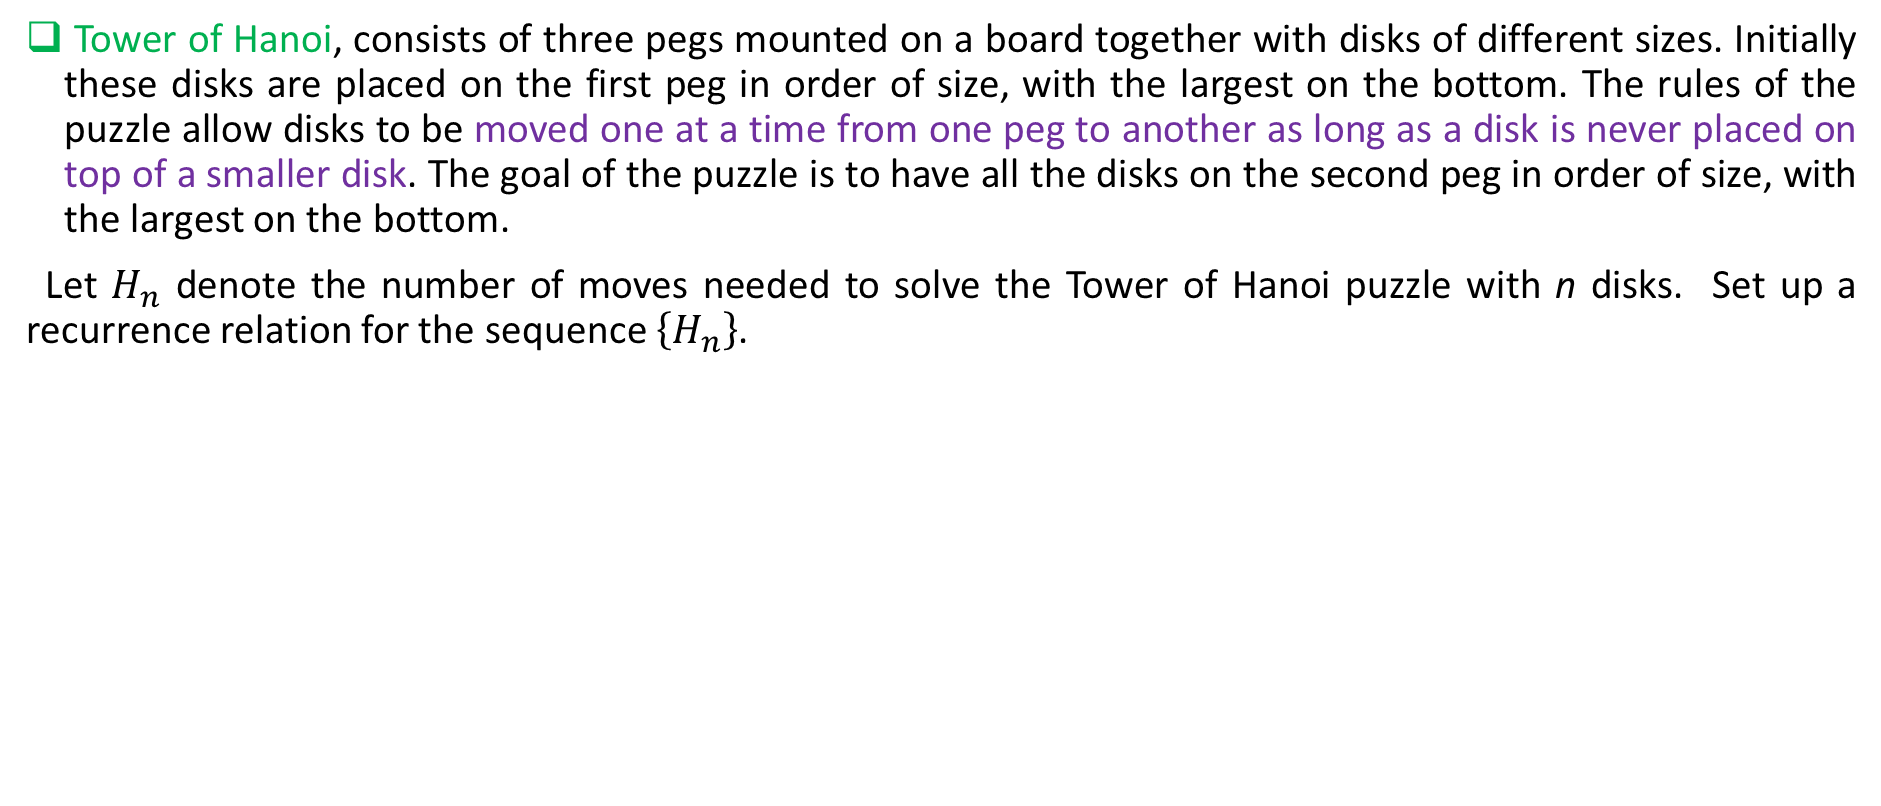 ❑ Tower of Hanoi, consists of three pegs mounted on a board together with disks of different sizes. Initially
these disks are placed on the first peg in order of size, with the largest on the bottom. The rules of the
puzzle allow disks to be moved one at a time from one peg to another as long as a disk is never placed on
top of a smaller disk. The goal of the puzzle is to have all the disks on the second peg in order of size, with
the largest on the bottom.
Let Hₙ denote the number of moves needed to solve the Tower of Hanoi puzzle with n disks. Set up a
recurrence relation for the sequence {Hₙ}.